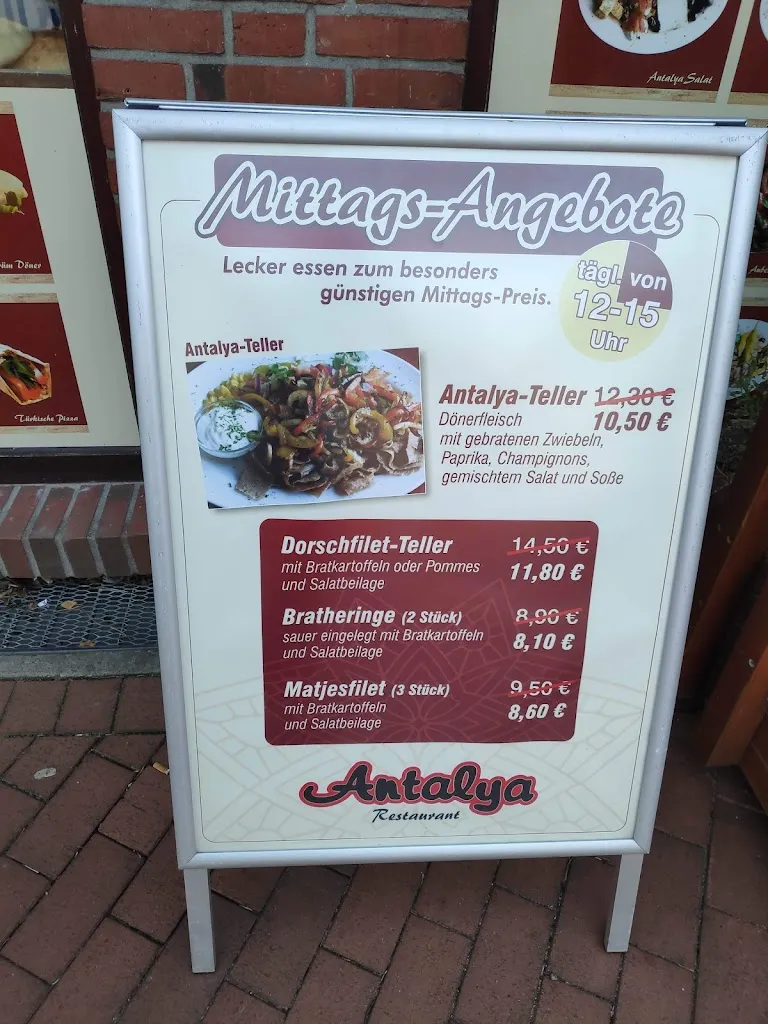 Antalya Salat
Mittags-Angebote
Lecker essen zum besonders
günstigen Mittags-Preis.
tägl. von
12-15
Uhr
Döner
Türkische Pizza
Antalya-Teller
Antalya-Teller 12,30 €
Dönerfleisch 10,50 €
mit gebratenen Zwiebeln,
Paprika, Champignons,
gemischtem Salat und Soße
Dorschfilet-Teller 14,50 €
mit Bratkartoffeln oder Pommes 11,80 €
und Salatbeilage
Bratheringe (2 Stück) 8,90 €
sauer eingelegt mit Bratkartoffeln 8,10 €
und Salatbeilage
Matjesfilet (3 Stück) 9,50 €
mit Bratkartoffeln 8,60 €
und Salatbeilage
Antalya
Restaurant